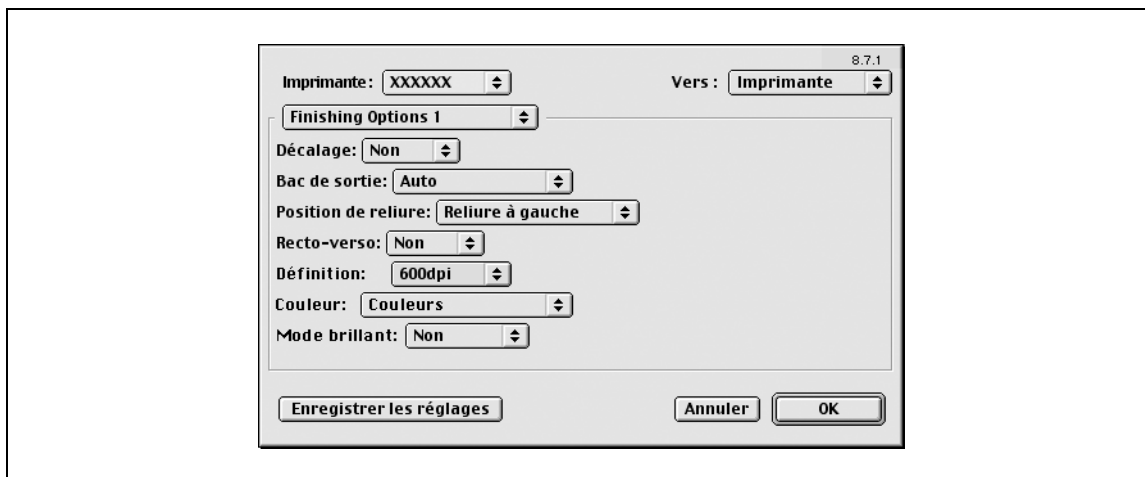 8.7.1
Imprimante: XXXXXX Vers: Imprimante
Finishing Options 1
Décalage: Non
Bac de sortie: Auto
Position de reliure: Reliure à gauche
Recto-verso: Non
Définition: 600dpi
Couleur: Couleurs
Mode brillant: Non
Enregistrer les réglages Annuler OK